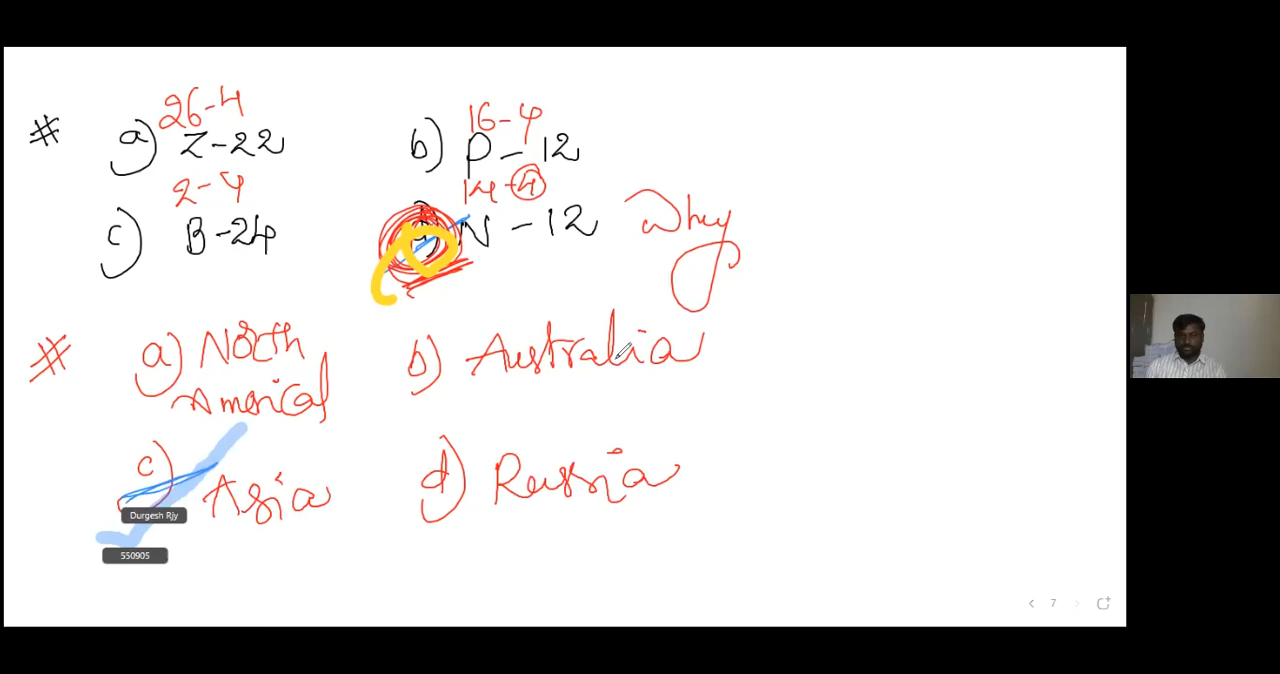 26-4
16-4
# a) Z-22 b) P-12
2-4
14-4
c) B-24 d) N-12 Why
# a) North
America b) Australia
c) Asia d) Russia
Durgesh Rjy
550905
7